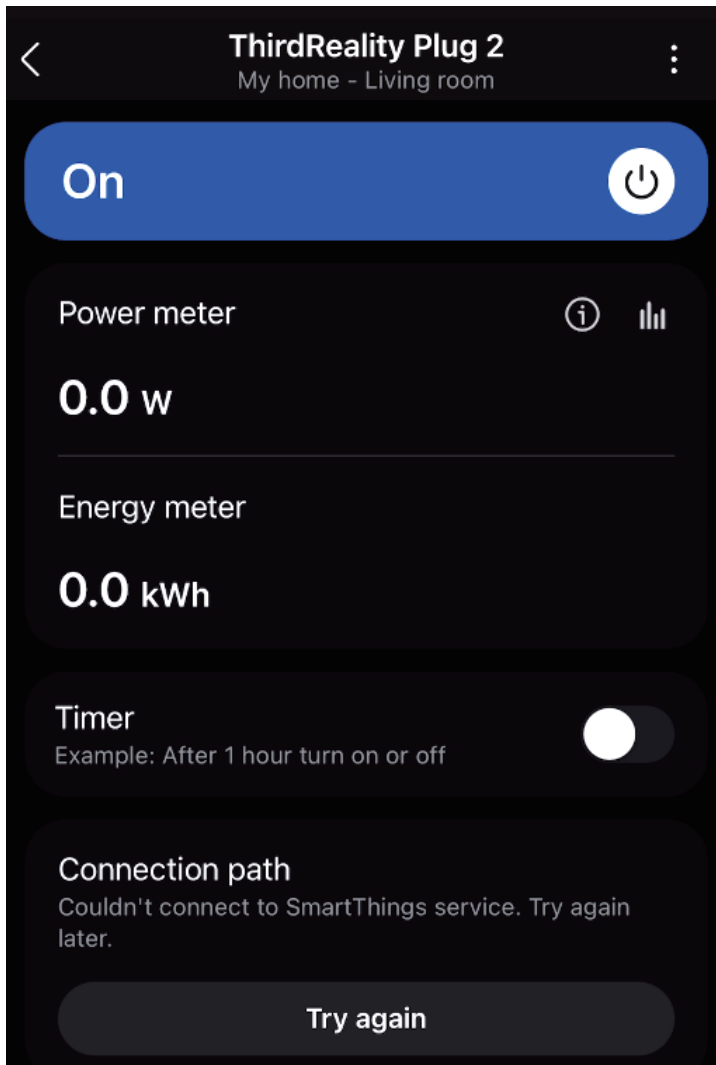 ThirdReality Plug 2
My home - Living room
On
Power meter
0.0 W
Energy meter
0.0 kWh
Timer
Example: After 1 hour turn on or off
Connection path
Couldn't connect to SmartThings service. Try again
later.
Try again